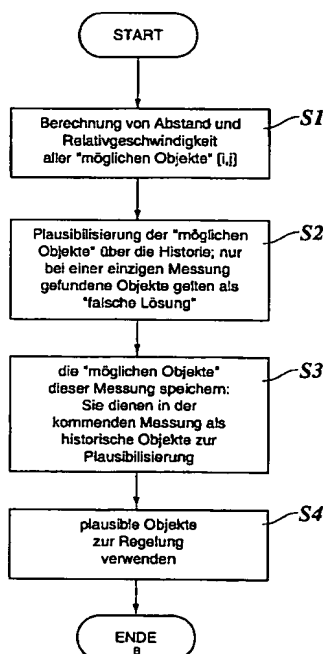 START
Berechnung von Abstand und
Relativgeschwindigkeit
aller "möglichen Objekte" [i,j]
S1
Plausibilisierung der "möglichen
Objekte" über die Historie; nur
bei einer einzigen Messung
gefundene Objekte gelten als
"falsche Lösung"
S2
die "möglichen Objekte"
dieser Messung speichern:
Sie dienen in der
kommenden Messung als
historische Objekte zur
Plausibilisierung
S3
plausible Objekte
zur Regelung
verwenden
S4
ENDE